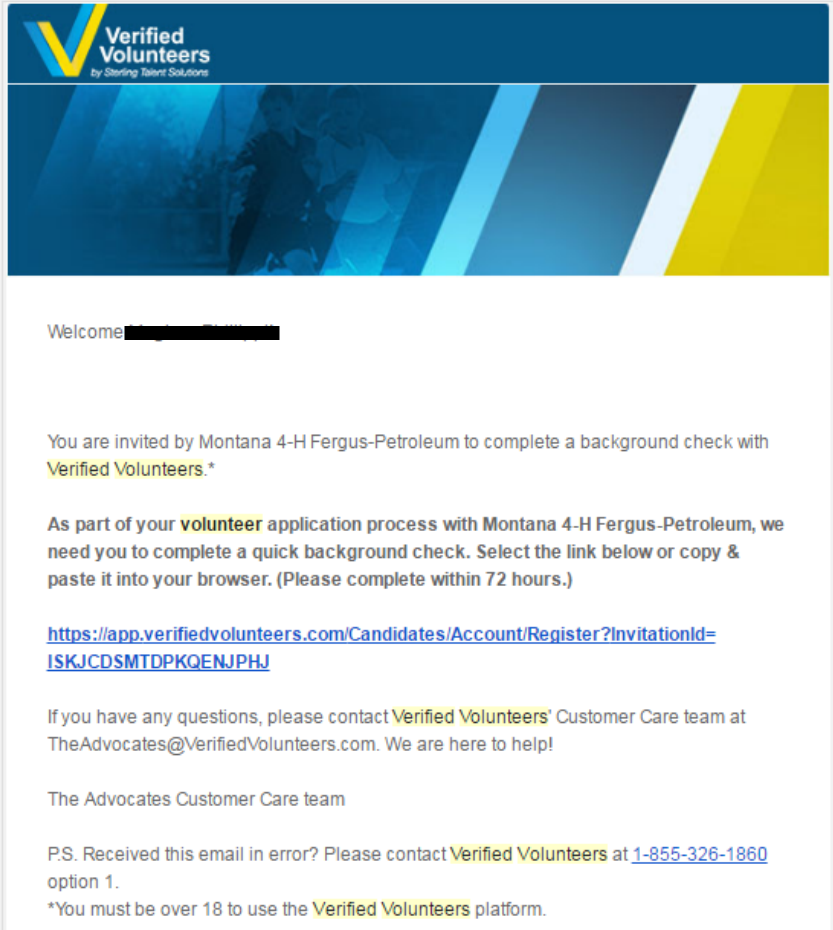 Verified
Volunteers
by Sterling Talent Solutions
Welcome
You are invited by Montana 4-H Fergus-Petroleum to complete a background check with
Verified Volunteers.*
As part of your volunteer application process with Montana 4-H Fergus-Petroleum, we
need you to complete a quick background check. Select the link below or copy &
paste it into your browser. (Please complete within 72 hours.)
https://app.verifiedvolunteers.com/Candidates/Account/Register?InvitationId=
ISKJCDSMTDPKQENJPHJ
If you have any questions, please contact Verified Volunteers' Customer Care team at
TheAdvocates@VerifiedVolunteers.com. We are here to help!
The Advocates Customer Care team
P.S. Received this email in error? Please contact Verified Volunteers at 1-855-326-1860
option 1.
*You must be over 18 to use the Verified Volunteers platform.